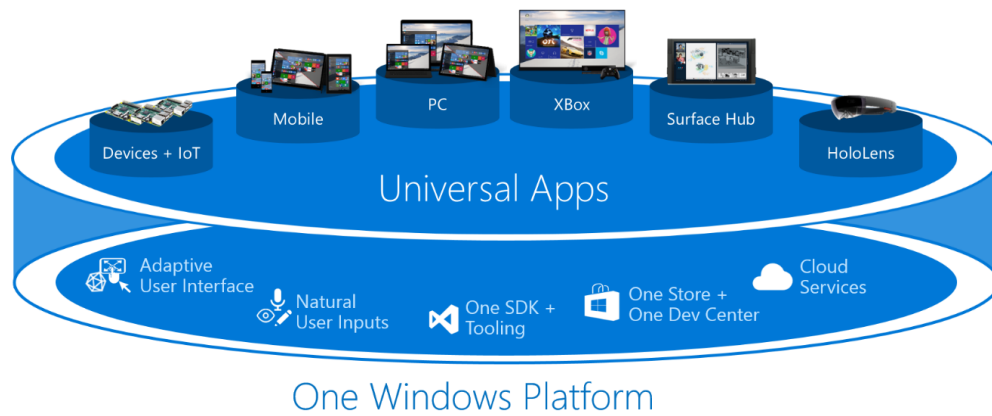 Devices + IoT
Mobile
PC
XBox
Surface Hub
HoloLens
Universal Apps
Adaptive
User Interface
Natural
User Inputs
One SDK +
Tooling
One Store +
One Dev Center
Cloud
Services
One Windows Platform